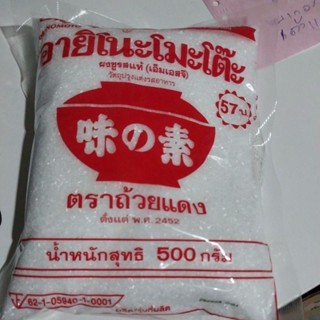 อายิโนะโมะโต๊ะ
ผงชูรสแท้ (เอ็มเอสจี)
วัตถุปรุงแต่งรสอาหาร
57 บ.
味の素
ตราถ้วยแดง
ตั้งแต่ พ.ศ. 2452
น้ำหนักสุทธิ 500 กรัม
62-1-05940-1-0001